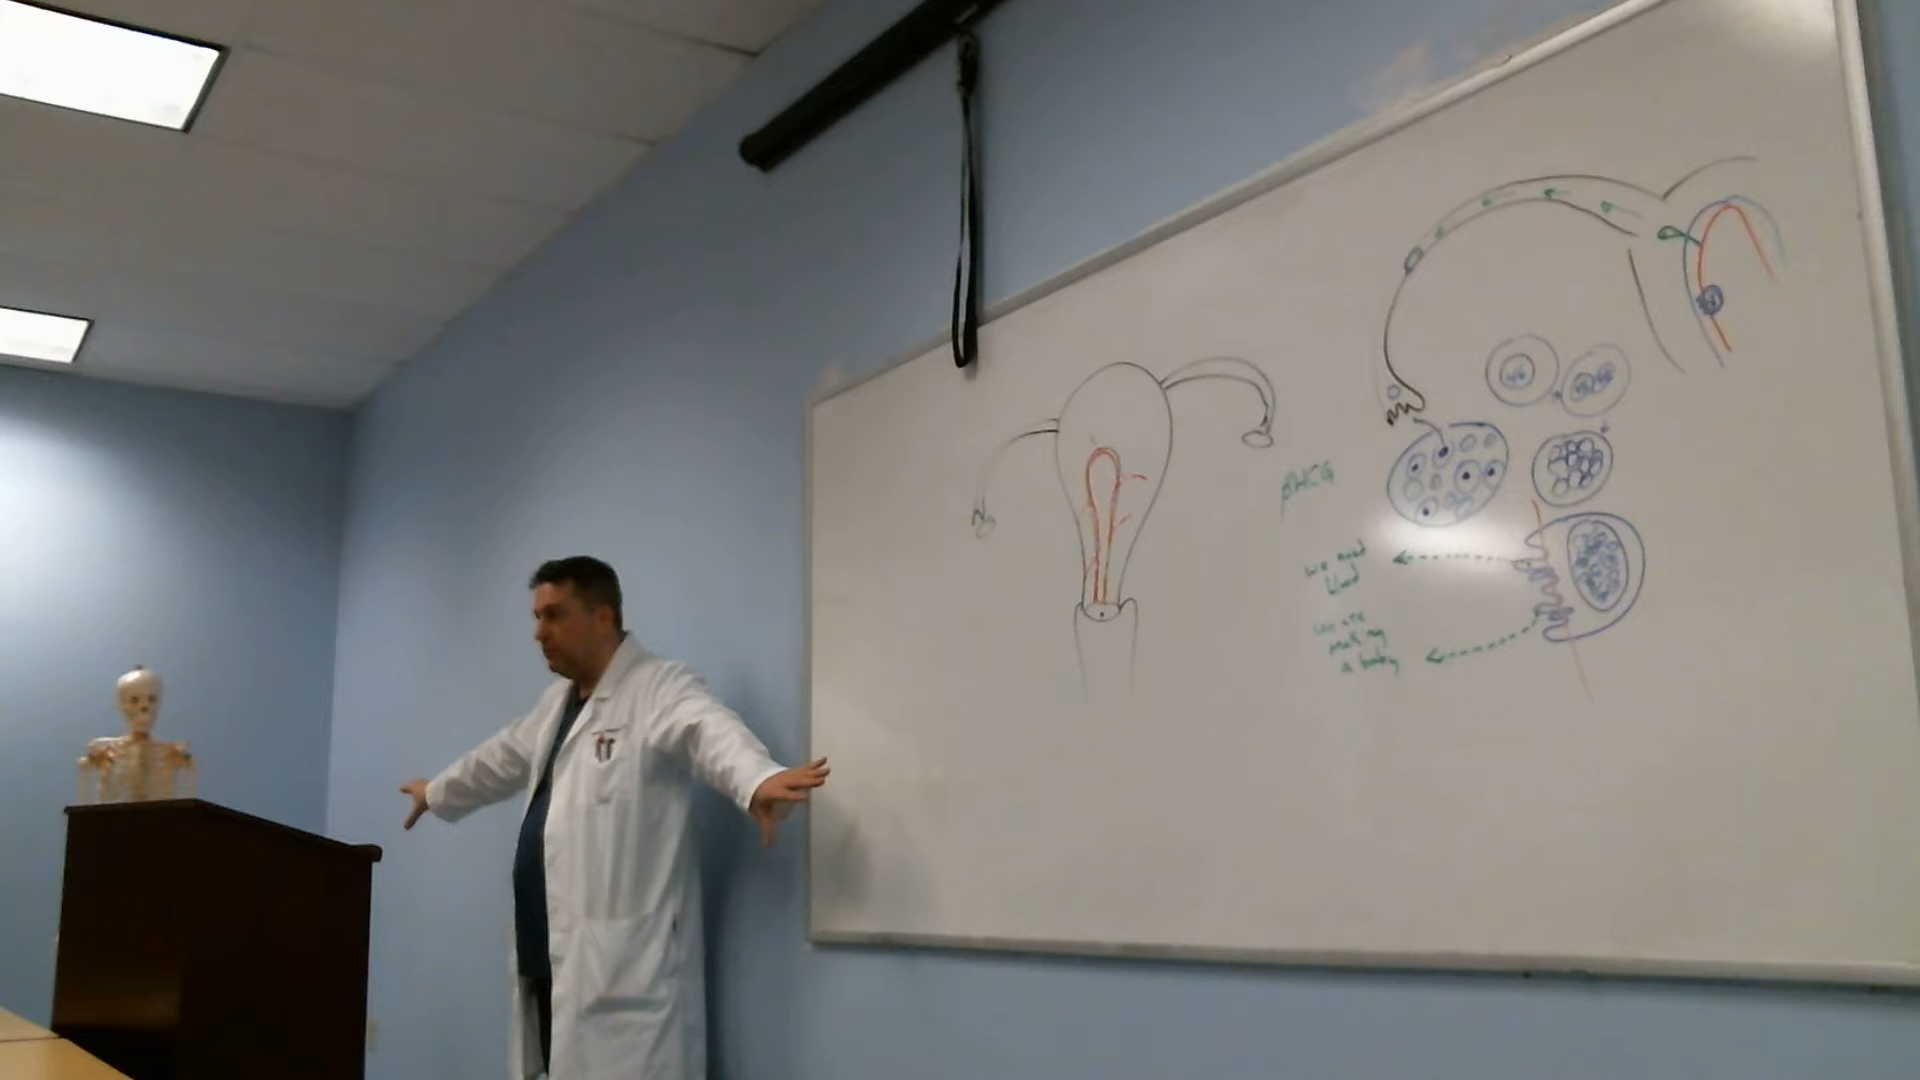 βHCG
we need
blood
we are
making
a baby